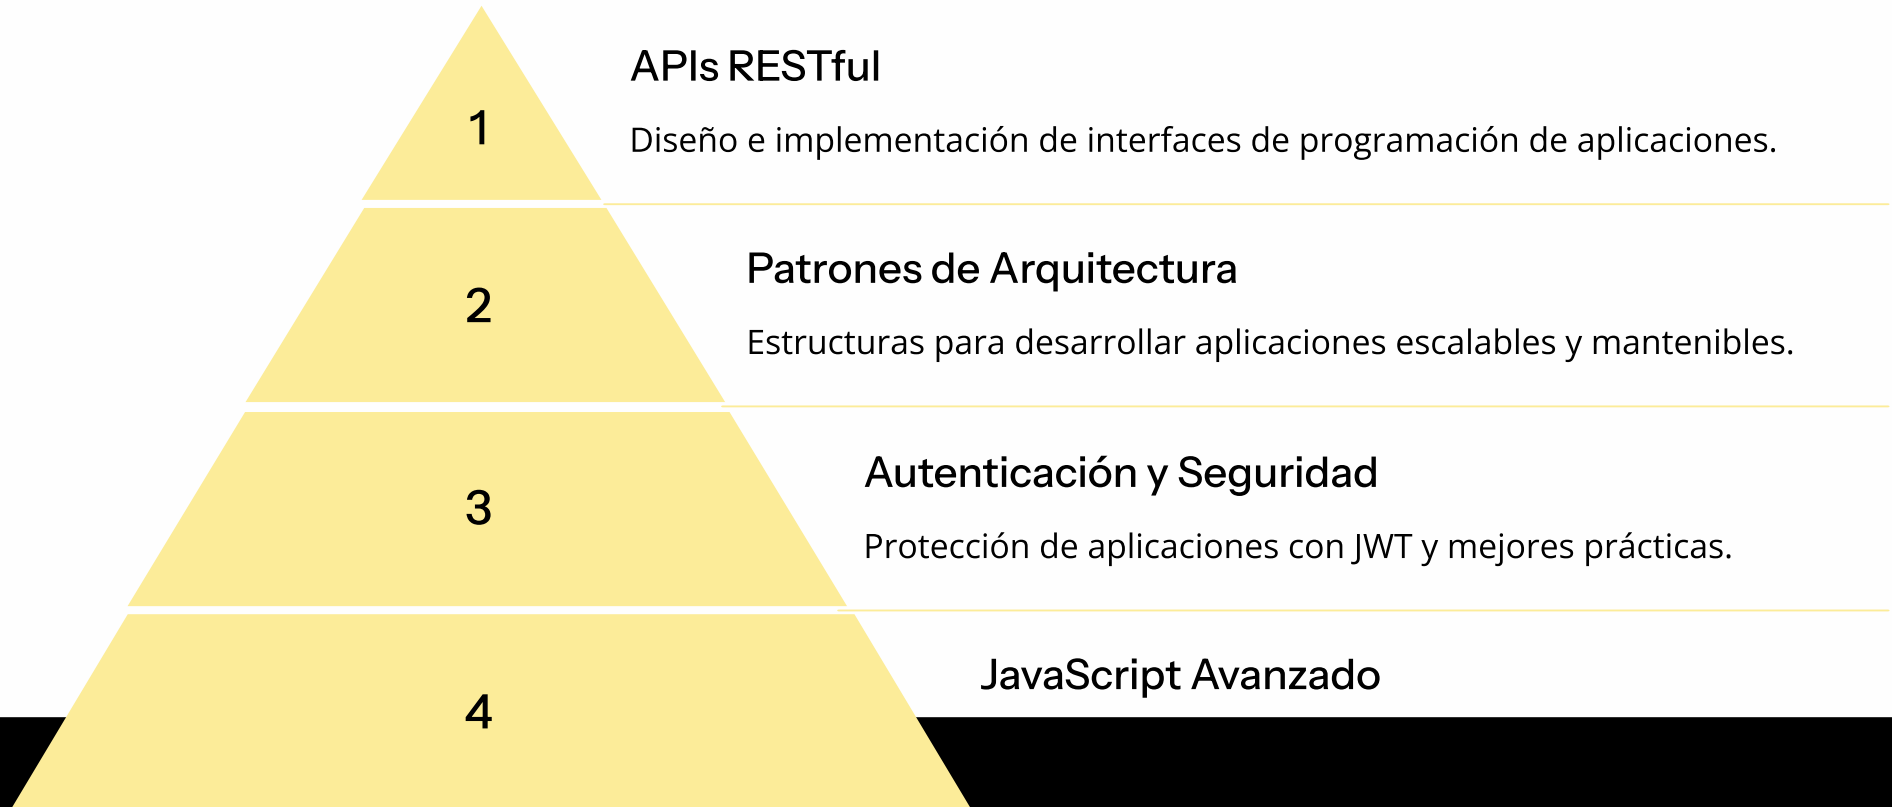 1
APIs RESTful
Diseño e implementación de interfaces de programación de aplicaciones.
2
Patrones de Arquitectura
Estructuras para desarrollar aplicaciones escalables y mantenibles.
3
Autenticación y Seguridad
Protección de aplicaciones con JWT y mejores prácticas.
4
JavaScript Avanzado